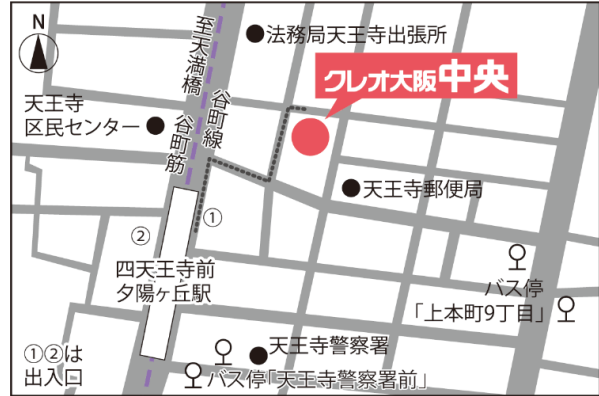 N
至天満橋
谷町線
谷町筋
法務局天王寺出張所
クレオ大阪中央
天王寺
区民センター
天王寺郵便局
①
②
四天王寺前
夕陽ヶ丘駅
バス停
「上本町9丁目」
天王寺警察署
バス停「天王寺警察署前」
①②は
出入口